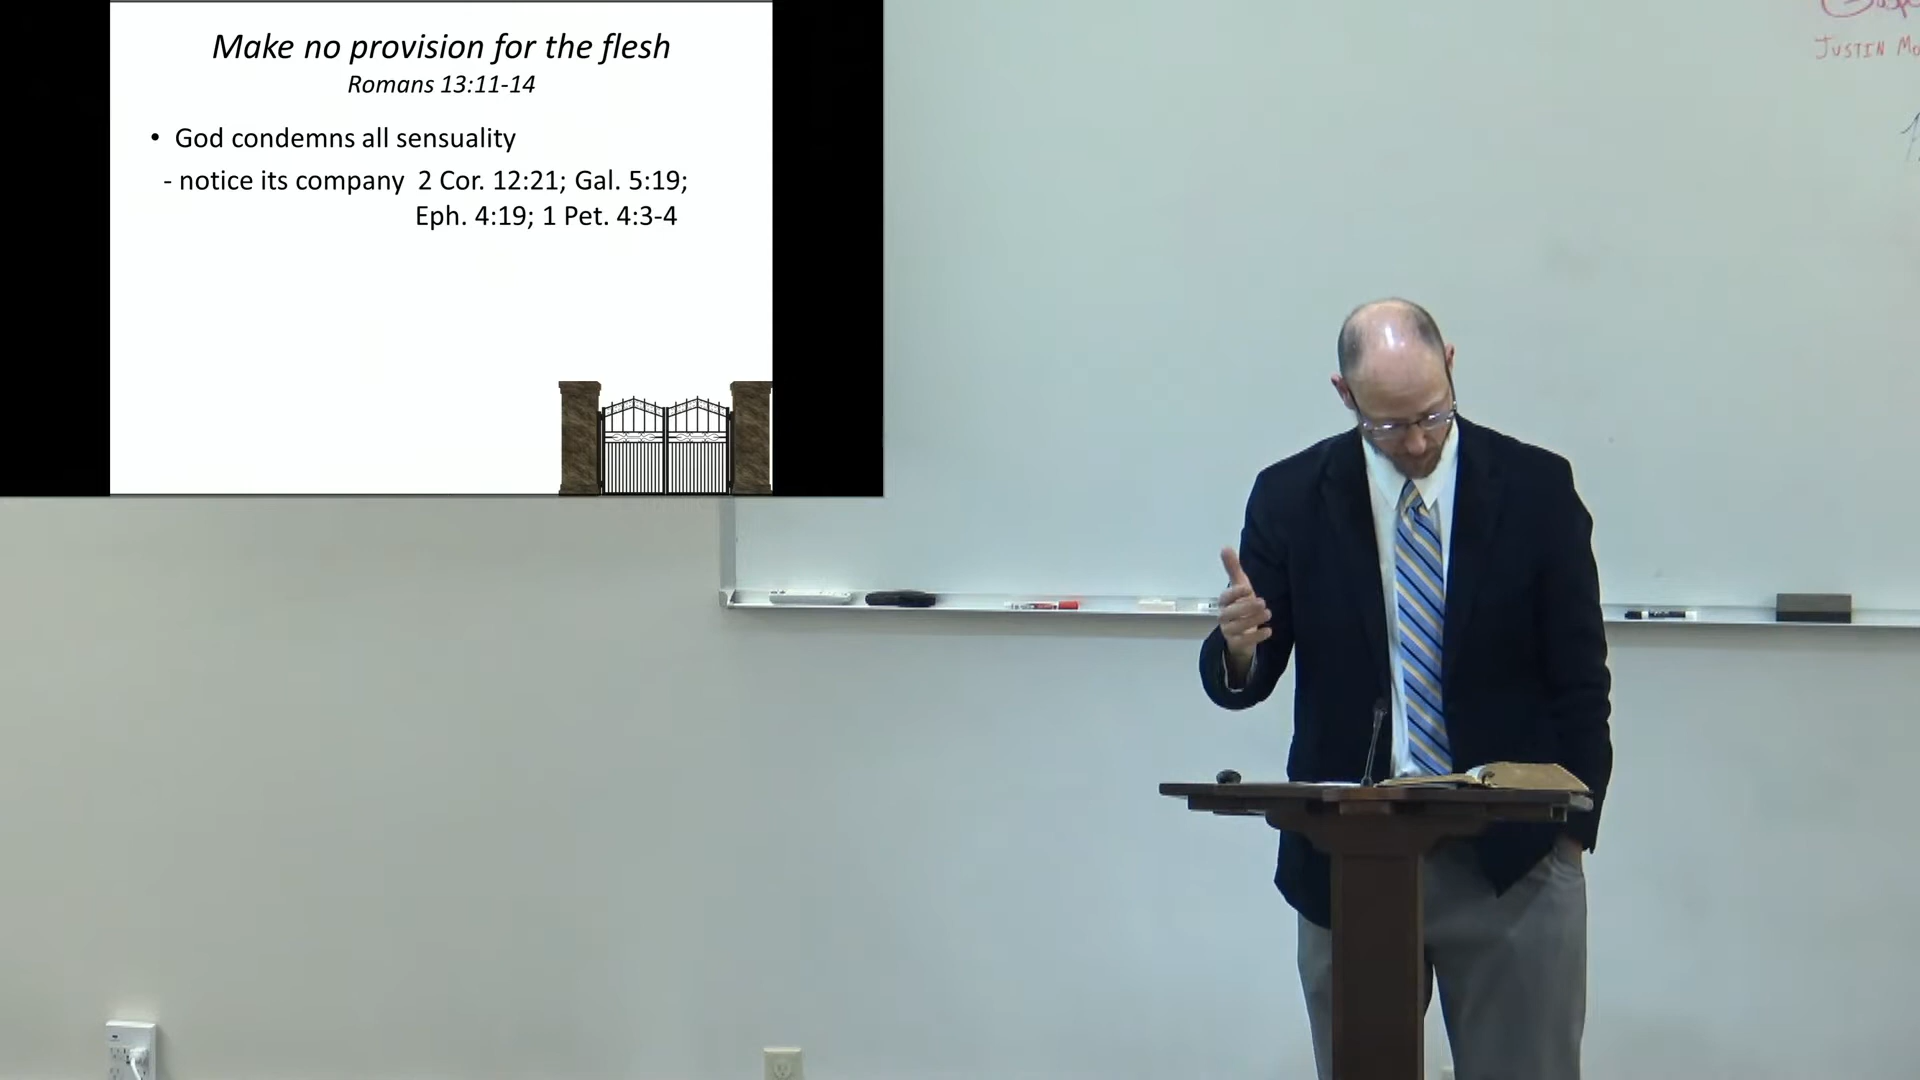 Make no provision for the flesh
Romans 13:11-14
• God condemns all sensuality
- notice its company 2 Cor. 12:21; Gal. 5:19;
Eph. 4:19; 1 Pet. 4:3-4
JUSTIN